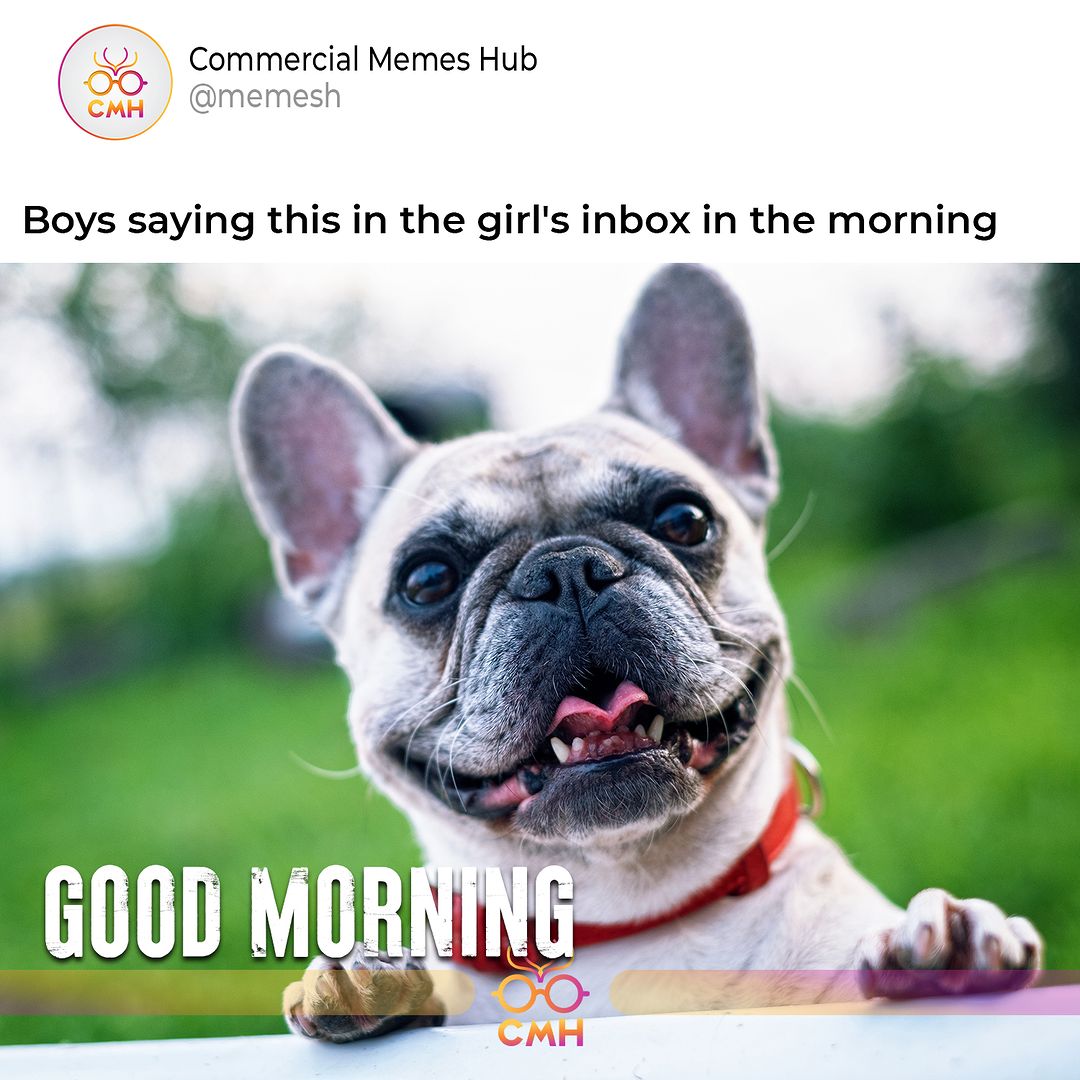 CMH
Commercial Memes Hub
@memesh
Boys saying this in the girl's inbox in the morning
GOOD MORNING
CMH